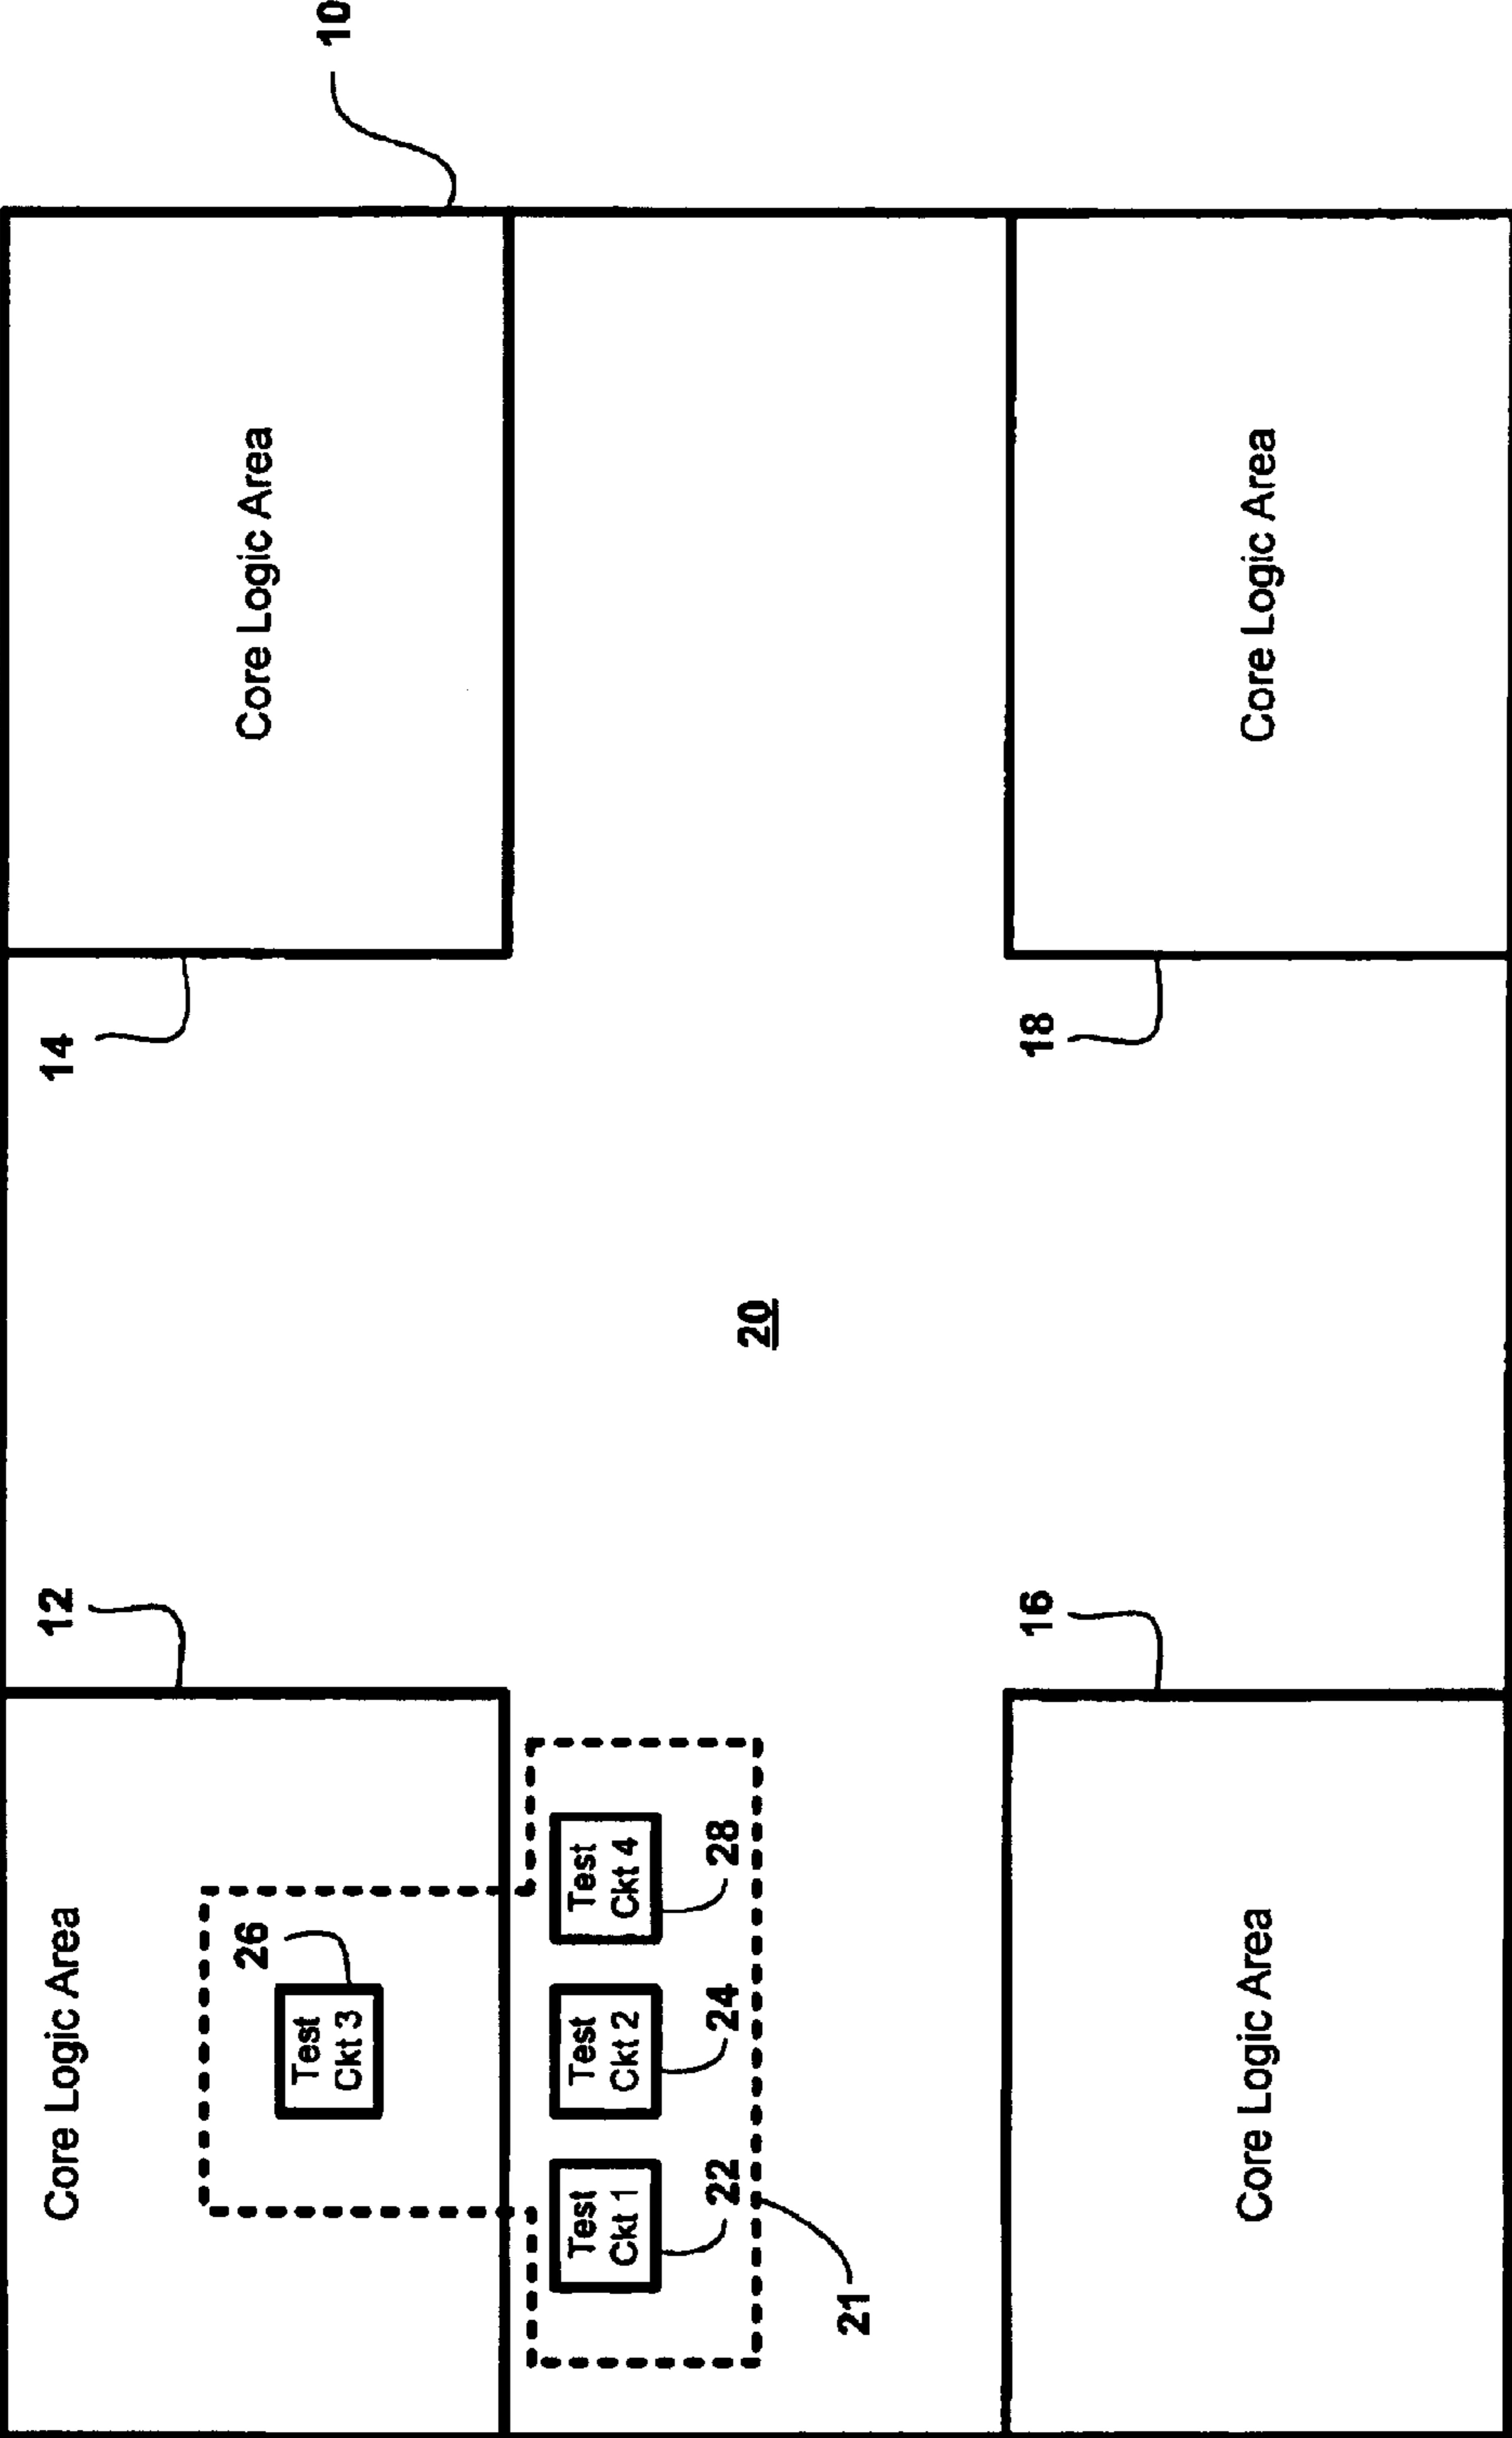 Core Logic Area
12
14
26
Core Logic Area
10
Test
Ckt 3
Test
Ckt 1
Test
Ckt 2
Test
Ckt 4
22
24
28
20
21
16
18
Core Logic Area
Core Logic Area